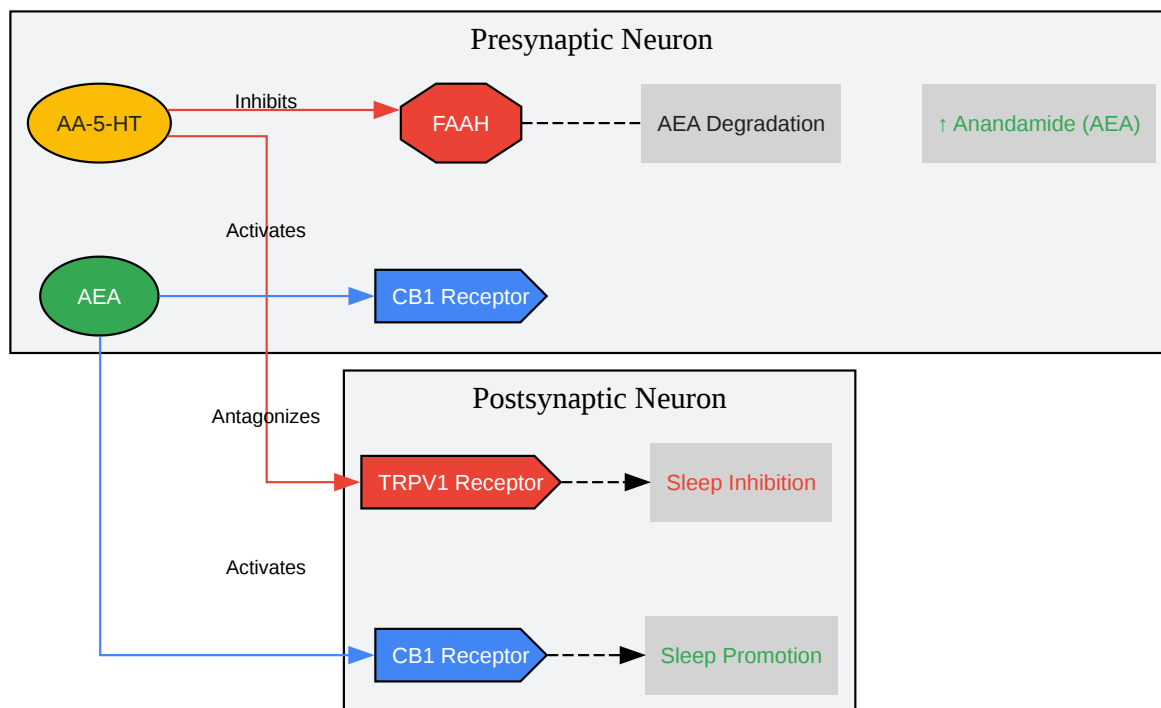 Presynaptic Neuron
AA-5-HT
Inhibits
FAAH
AEA Degradation
↑ Anandamide (AEA)
Activates
AEA
CB1 Receptor
Postsynaptic Neuron
Antagonizes
TRPV1 Receptor
Sleep Inhibition
Activates
CB1 Receptor
Sleep Promotion